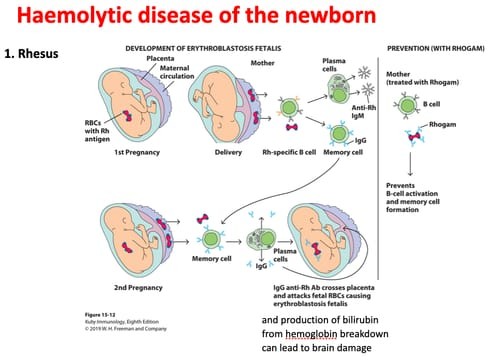 Haemolytic disease of the newborn
1. Rhesus
DEVELOPMENT OF ERYTHROBLASTOSIS FETALIS
PREVENTION (WITH RHOGAM)
Placenta
Maternal
circulation
RBCs
with Rh
antigen
1st Pregnancy
Mother
Delivery
Plasma
cells
Anti-Rh
IgM
IgG
Rh-specific B cell
Memory cell
Mother
(treated with Rhogam)
B cell
Rhogam
Prevents
B-cell activation
and memory cell
formation
2nd Pregnancy
Memory cell
IgG
Plasma
cells
IgG anti-Rh Ab crosses placenta
and attacks fetal RBCs causing
erythroblastosis fetalis
Figure 15-12
Kuby Immunology, Eighth Edition
© 2019 W. H. Freeman and Company
and production of bilirubin
from hemoglobin breakdown
can lead to brain damage